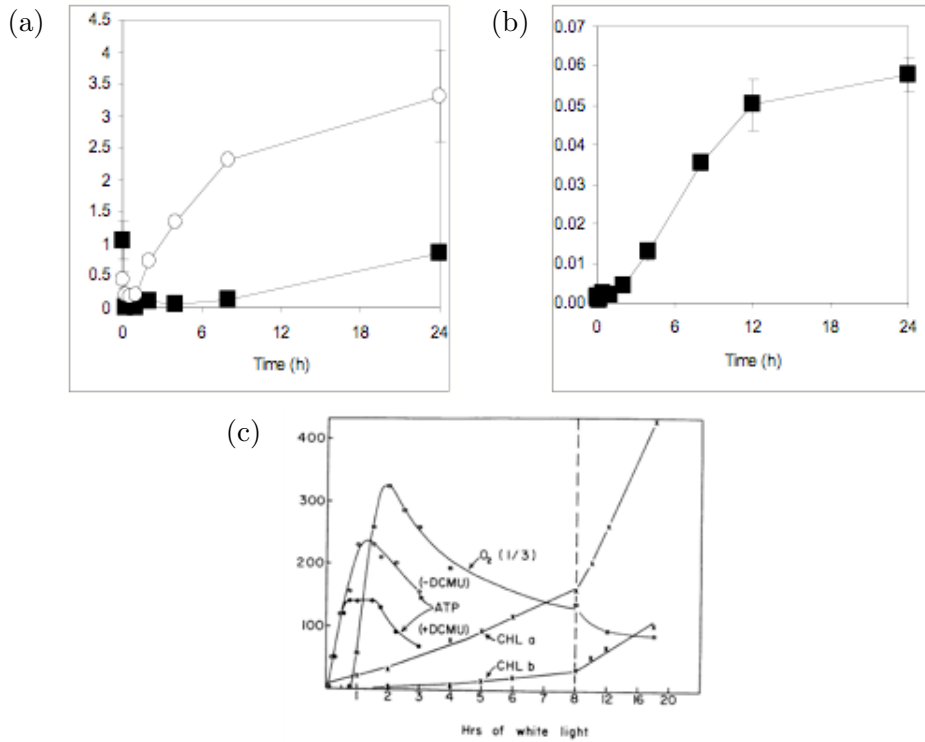 (a)
4.5
4
3.5
3
2.5
2
1.5
1
0.5
0
0 6 12 18 24
Time (h)
(b)
0.07
0.06
0.05
0.04
0.03
0.02
0.01
0.00
0 6 12 18 24
Time (h)
(c)
400
300
200
100
O₂ (1/3)
(-DCMU)
ATP
(+DCMU)
CHL a
CHL b
1 2 3 4 5 6 8 12 16 20
Hrs of white light